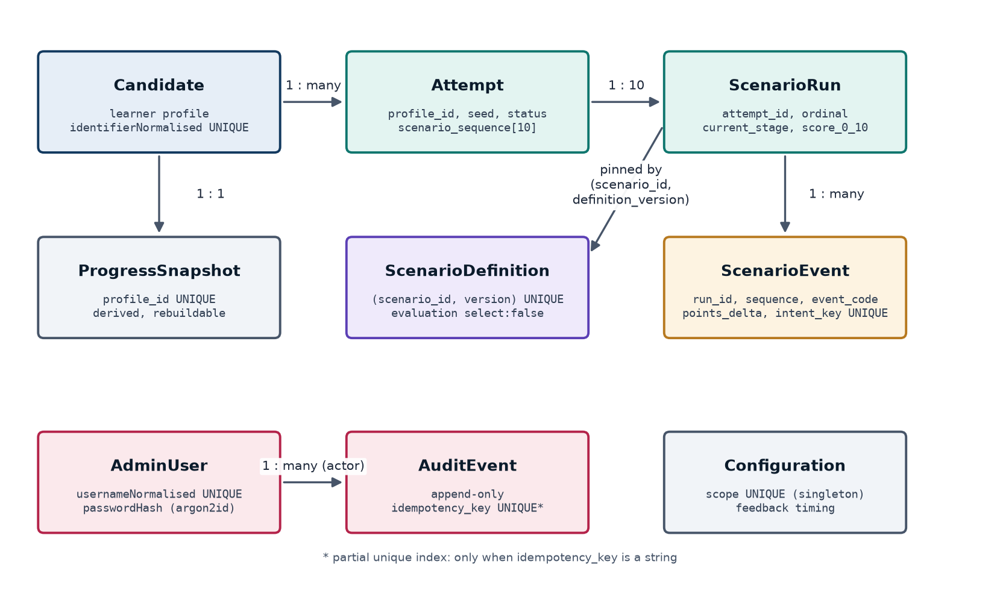 Candidate
learner profile
identifierNormalised UNIQUE
1 : many
Attempt
profile_id, seed, status
scenario_sequence[10]
1 : 10
ScenarioRun
attempt_id, ordinal
current_stage, score_0_10
1 : 1
pinned by
(scenario_id,
definition_version)
1 : many
ProgressSnapshot
profile_id UNIQUE
derived, rebuildable
ScenarioDefinition
(scenario_id, version) UNIQUE
evaluation select:false
ScenarioEvent
run_id, sequence, event_code
points_delta, intent_key UNIQUE
AdminUser
usernameNormalised UNIQUE
passwordHash (argon2id)
1 : many (actor)
AuditEvent
append-only
idempotency_key UNIQUE*
Configuration
scope UNIQUE (singleton)
feedback timing
* partial unique index: only when idempotency_key is a string